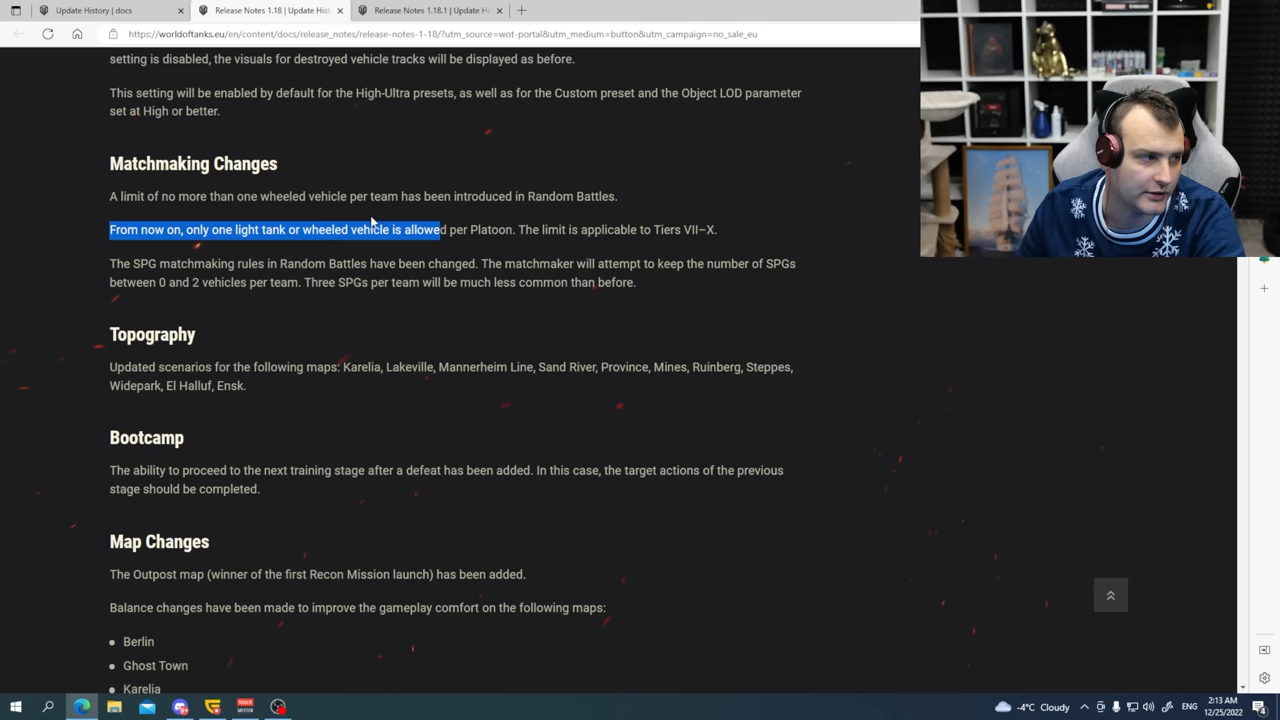 Update History | docs
Release Notes 1.18 | Update Hist
Release Notes 1.18.1 | Update Hi
https://worldoftanks.eu/en/content/docs/release_notes/release-notes-1-18/?utm_source=wot-portal&utm_medium=button&utm_campaign=no_sale_eu
setting is disabled, the visuals for destroyed vehicle tracks will be displayed as before.
This setting will be enabled by default for the High-Ultra presets, as well as for the Custom preset and the Object LOD parameter
set at High or better.
Matchmaking Changes
A limit of no more than one wheeled vehicle per team has been introduced in Random Battles.
From now on, only one light tank or wheeled vehicle is allowed per Platoon. The limit is applicable to Tiers VII–X.
The SPG matchmaking rules in Random Battles have been changed. The matchmaker will attempt to keep the number of SPGs
between 0 and 2 vehicles per team. Three SPGs per team will be much less common than before.
Topography
Updated scenarios for the following maps: Karelia, Lakeville, Mannerheim Line, Sand River, Province, Mines, Ruinberg, Steppes,
Widepark, El Halluf, Ensk.
Bootcamp
The ability to proceed to the next training stage after a defeat has been added. In this case, the target actions of the previous
stage should be completed.
Map Changes
The Outpost map (winner of the first Recon Mission launch) has been added.
Balance changes have been made to improve the gameplay comfort on the following maps:
Berlin
Ghost Town
Karelia
-4°C Cloudy
ENG
2:13 AM
12/25/2022
4